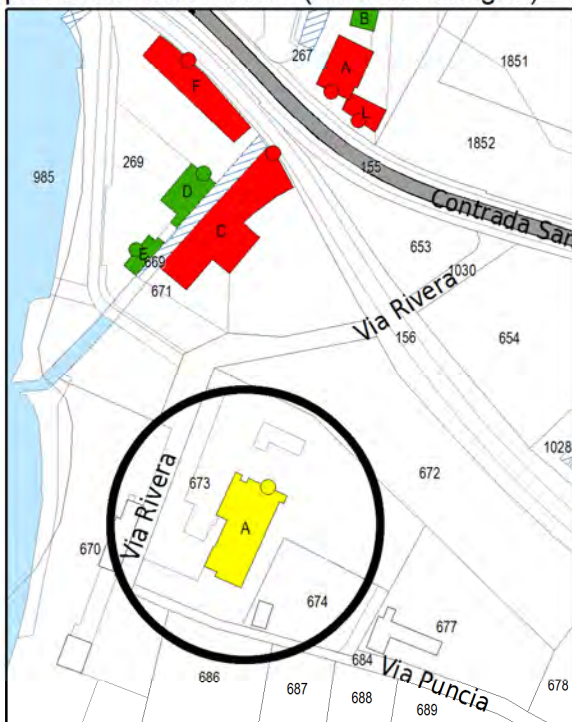 B
267
1851
A
F
L
1852
155
269
985
D
Contrada San
C
653
E
669
1030
671
Via Rivera
156
654
1028
672
673
Via Rivera
A
670
674
677
684
Via Puncia
686
687
688
689
678